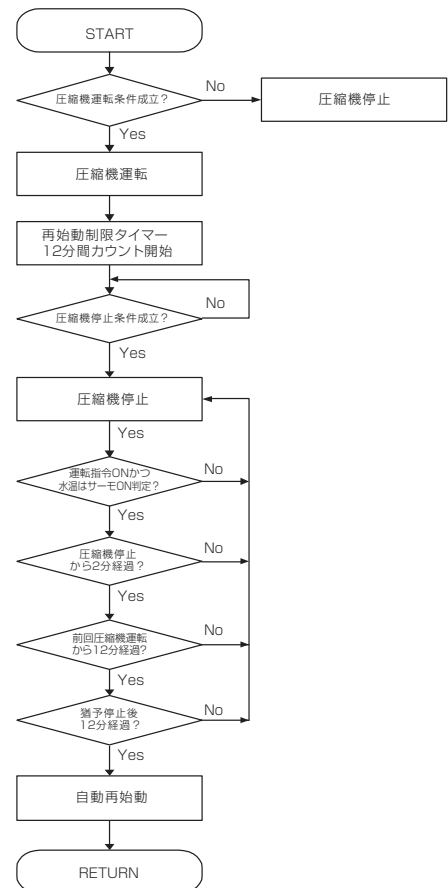 START
圧縮機運転条件成立？
No
圧縮機停止
Yes
圧縮機運転
再始動制限タイマー
12分間カウント開始
No
圧縮機停止条件成立？
Yes
圧縮機停止
Yes
運転指令ONかつ
水温はサーモON判定？
No
Yes
圧縮機停止
から2分経過？
No
Yes
前回圧縮機運転
から12分経過?
No
Yes
猶予停止後
12分経過？
No
Yes
自動再始動
RETURN